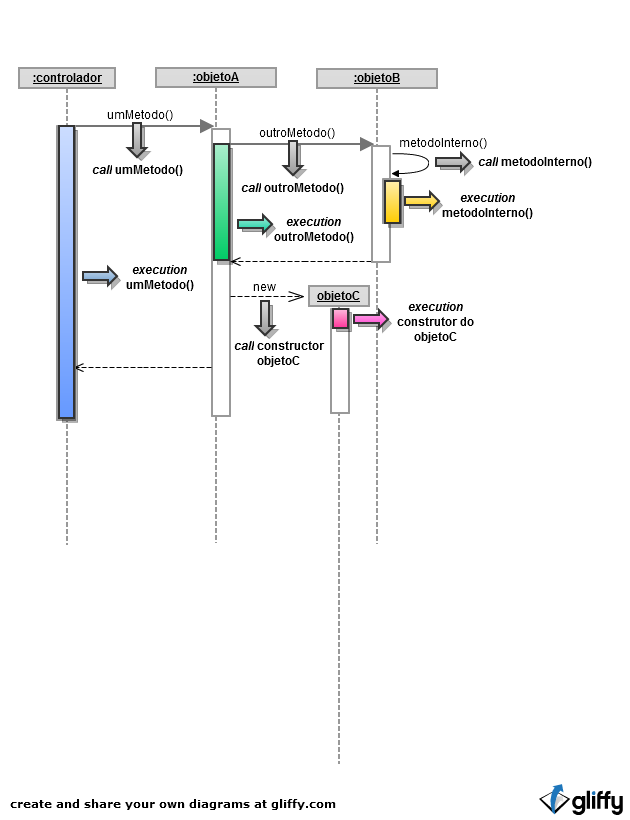 :controlador
:objetoA
:objetoB
umMetodo()
call umMetodo()
outroMetodo()
call outroMetodo()
metodoInterno()
call metodoInterno()
execution
metodoInterno()
execution
outroMetodo()
execution
umMetodo()
new
objetoC
call constructor
objetoC
execution
construtor do
objetoC
create and share your own diagrams at gliffy.com
gliffy